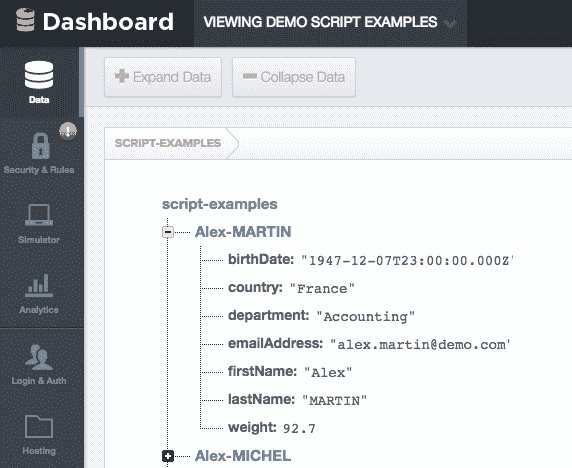 Dashboard
VIEWING DEMO SCRIPT EXAMPLES
Data
Security & Rules
Simulator
Analytics
Login & Auth
Hosting
Expand Data
Collapse Data
SCRIPT-EXAMPLES
script-examples
Alex-MARTIN
birthDate: "1947-12-07T23:00:00.000Z'
country: "France"
department: "Accounting"
emailAddress: "alex.martin@demo.com'
firstName: "Alex"
lastName: "MARTIN"
weight: 92.7
Alex-MICHEL